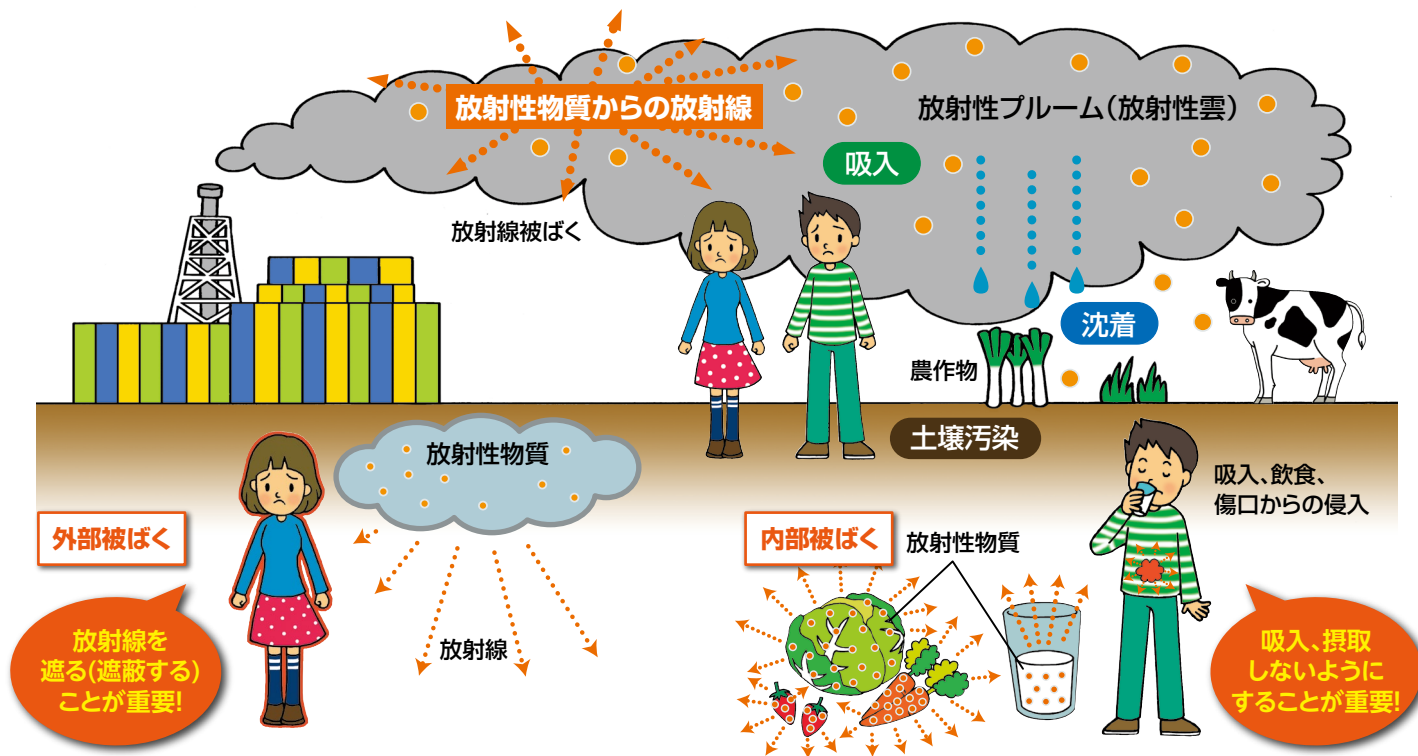 放射性物質からの放射線
放射性プルーム(放射性雲)
吸入
放射線被ばく
沈着
農作物
土壌汚染
放射性物質
吸入、飲食、
傷口からの侵入
外部被ばく
内部被ばく
放射性物質
放射線を
遮る(遮蔽する)
ことが重要!
放射線
吸入、摂取
しないように
することが重要!